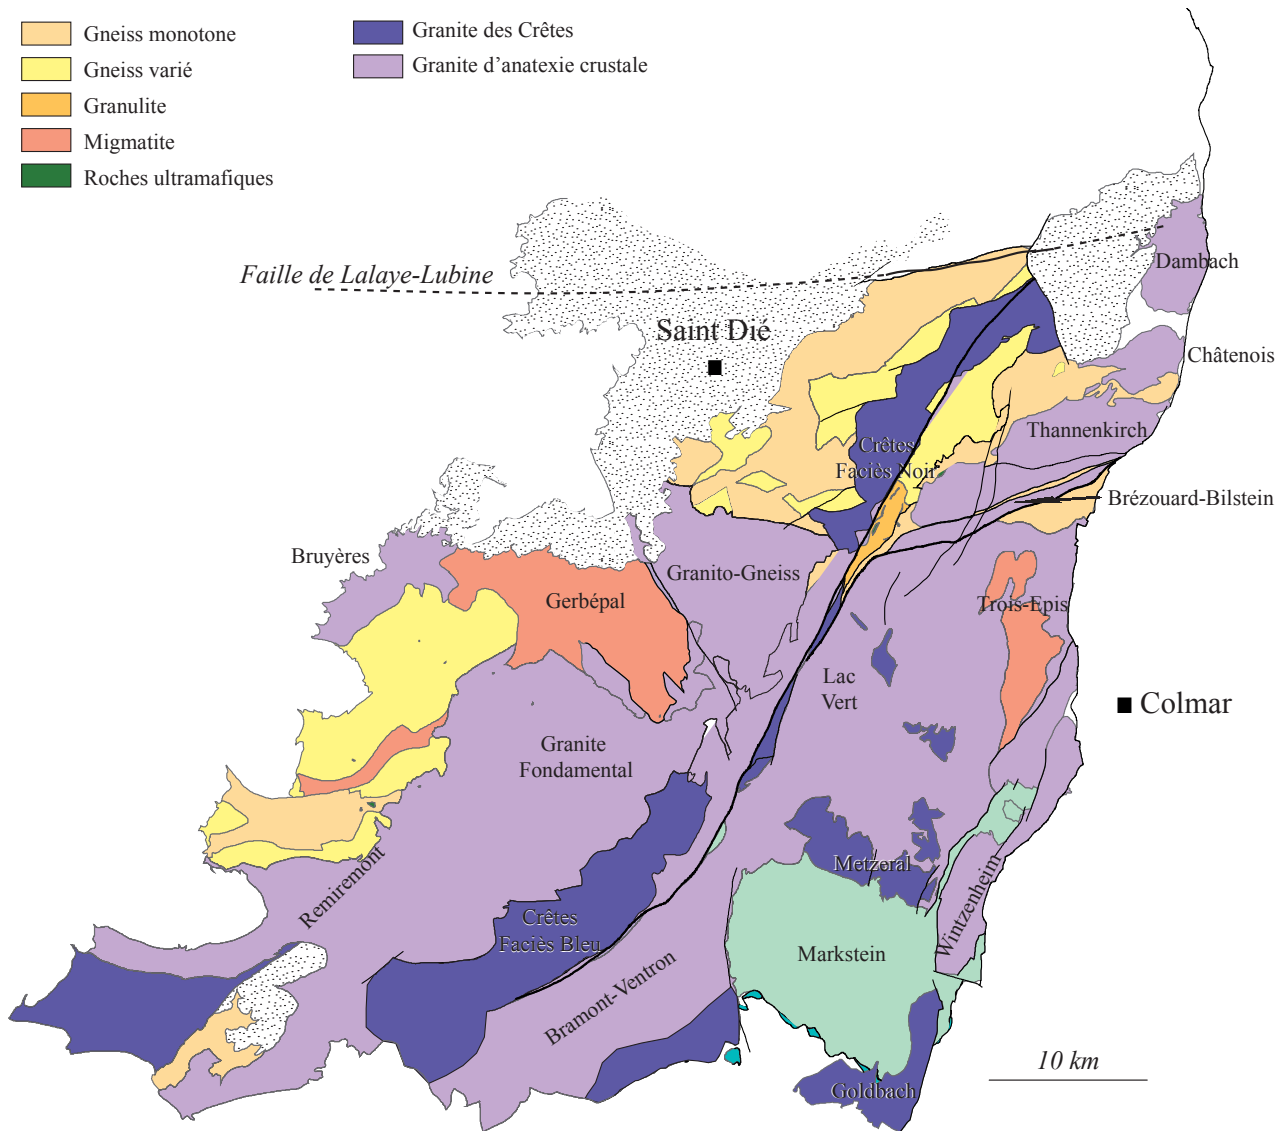 Gneiss monotone
Gneiss varié
Granulite
Migmatite
Roches ultramafiques
Granite des Crêtes
Granite d’anatexie crustale
Faille de Lalaye-Lubine
Saint Dié
Dambach
Châtenois
Thannenkirch
Crêtes
Faciès Noir
Brézouard-Bilstein
Bruyères
Granito-Gneiss
Gerbépal
Trois-Epis
Lac
Vert
Colmar
Granite
Fondamental
Remiremont
Metzeral
Wintzenheim
Crêtes
Faciès Bleu
Bramont-Ventron
Markstein
Goldbach
10 km